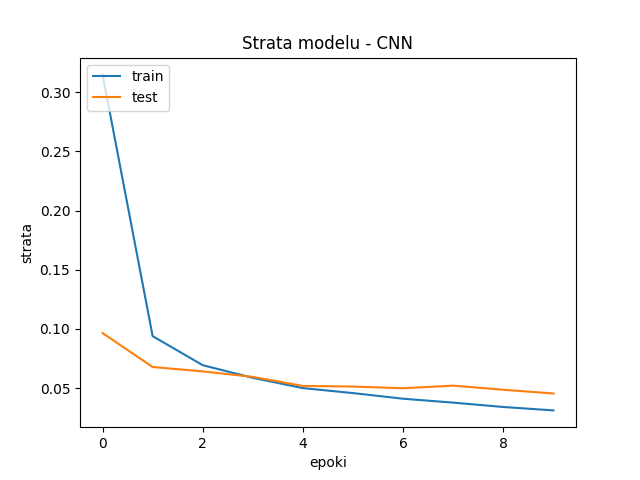 Strata modelu - CNN
train
test
0.30
0.25
0.20
0.15
0.10
0.05
strata
0 2 4 6 8
epoki